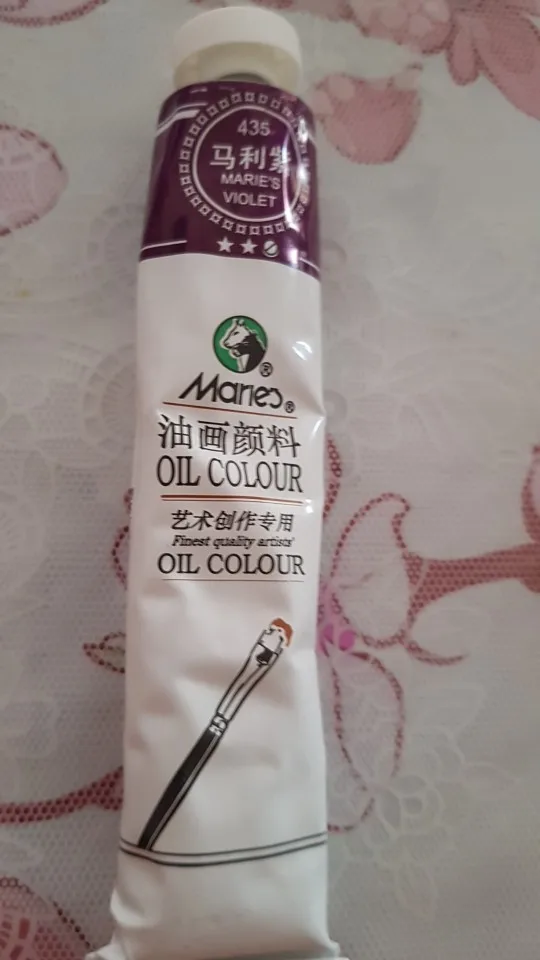 435
马利紫
MARIE'S
VIOLET
Marie's®
油画颜料
OIL COLOUR
艺术创作专用
Finest quality artists'
OIL COLOUR